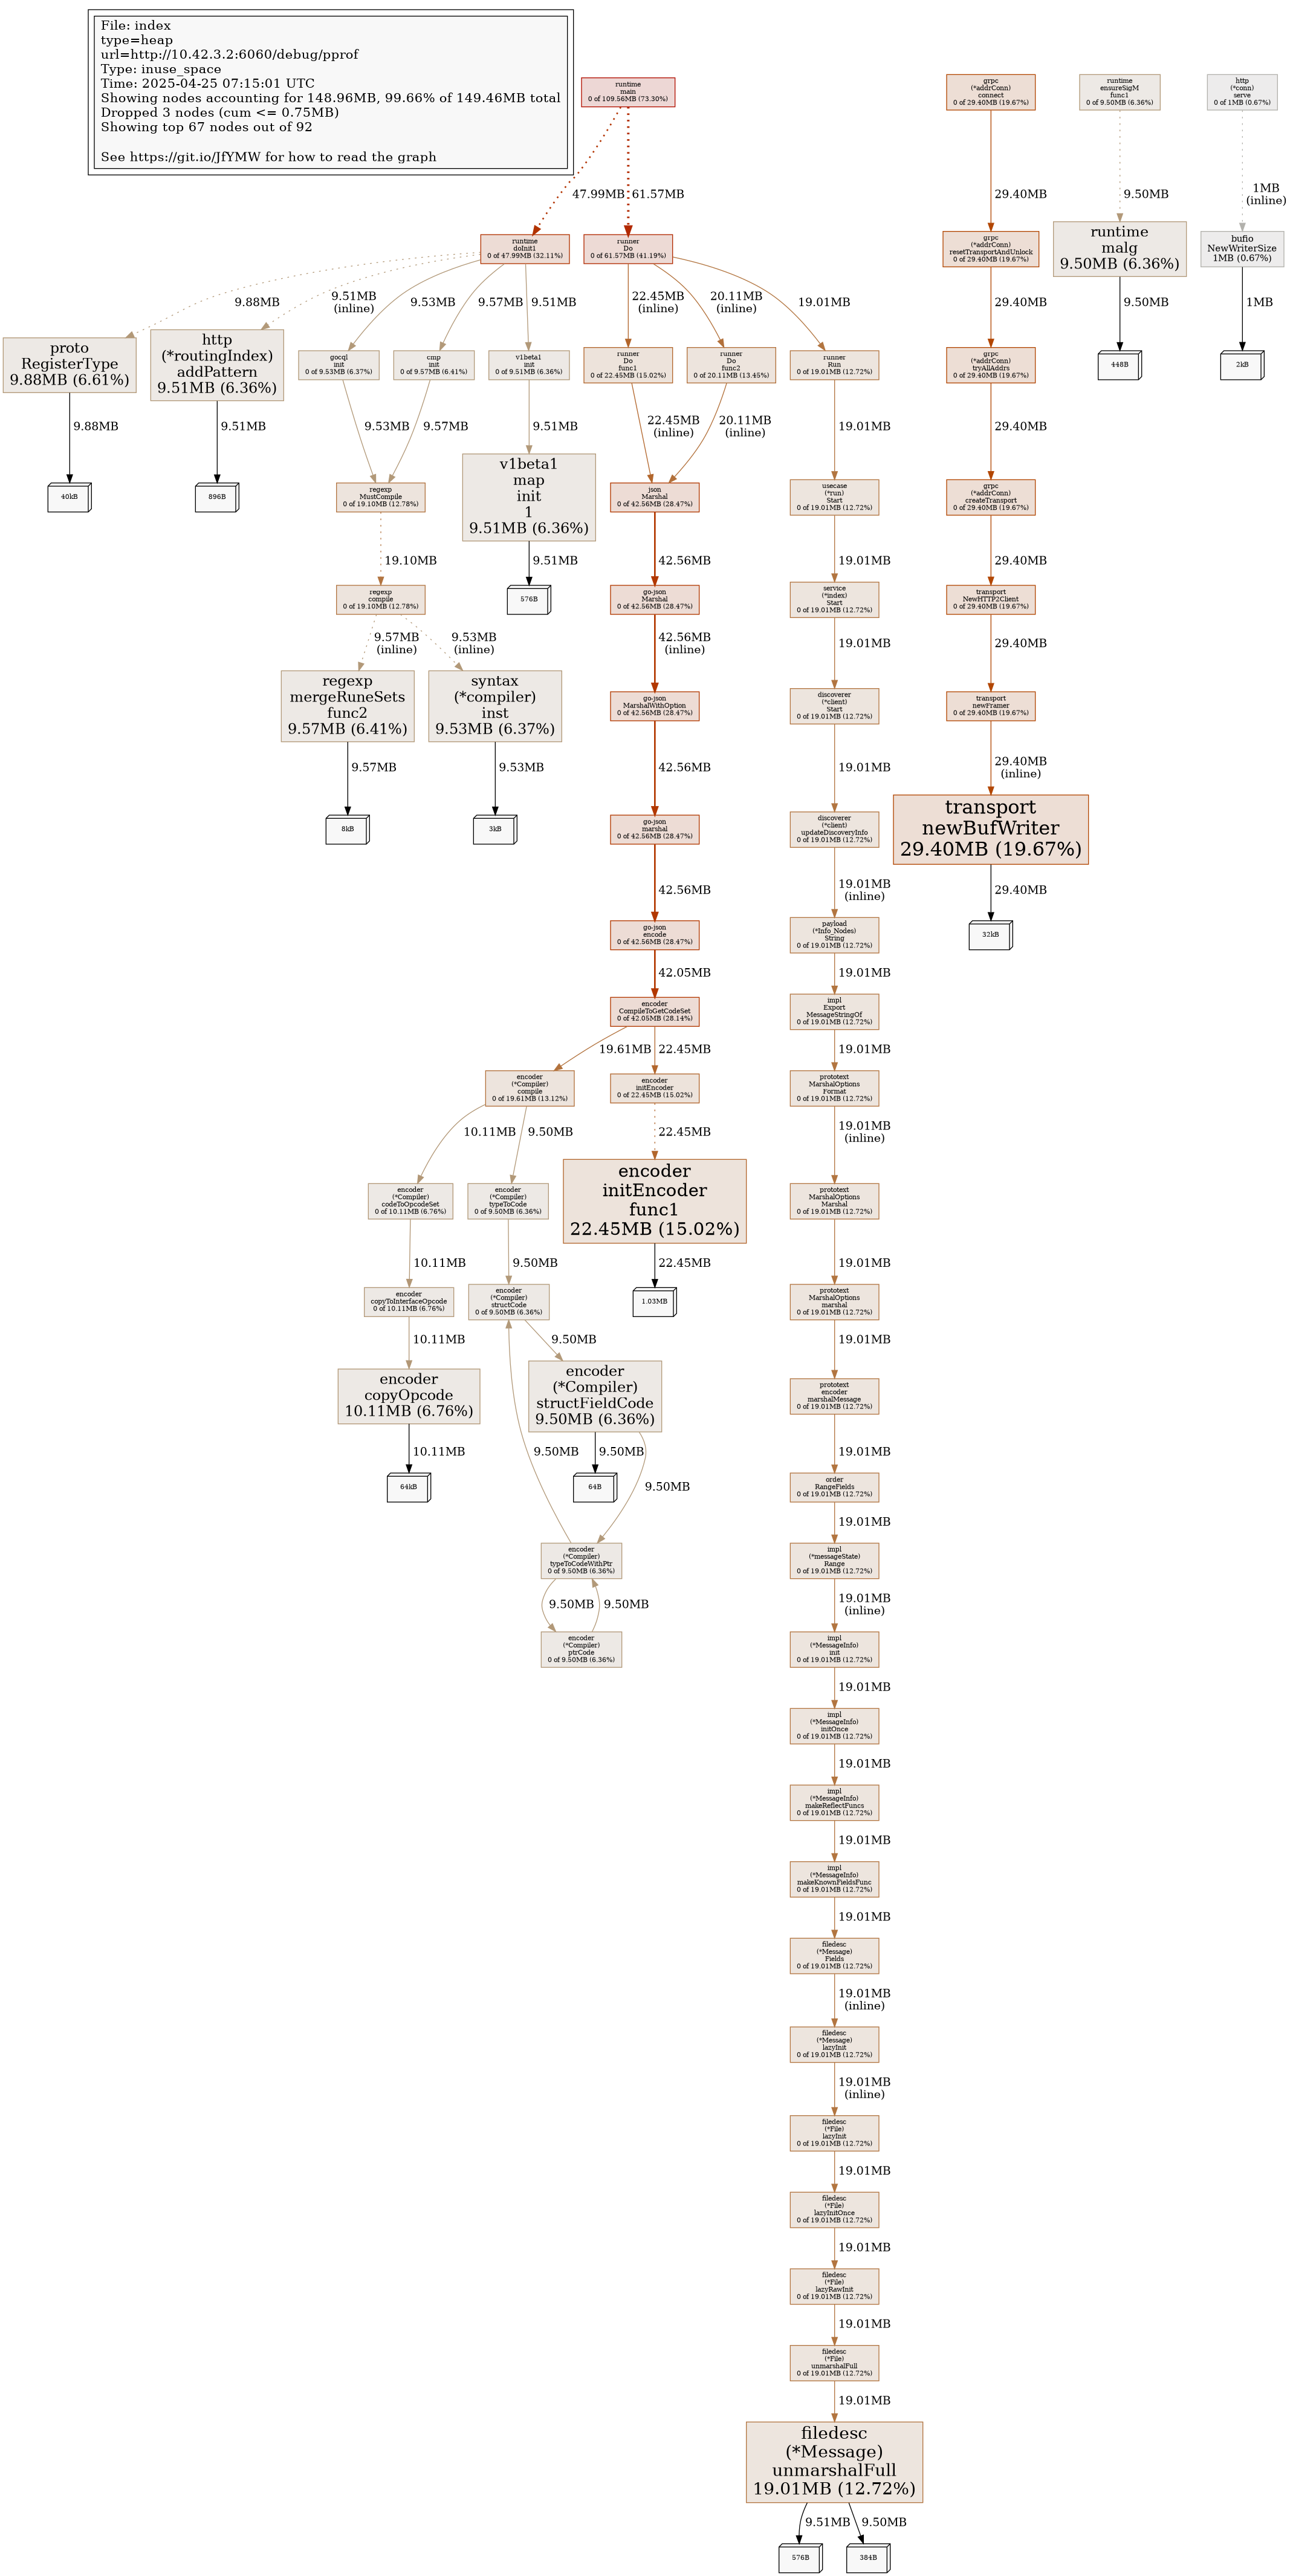 File: index
type=heap
url=http://10.42.3.2:6060/debug/pprof
Type: inuse_space
Time: 2025-04-25 07:15:01 UTC
Showing nodes accounting for 148.96MB, 99.66% of 149.46MB total
Dropped 3 nodes (cum <= 0.75MB)
Showing top 67 nodes out of 92
See https://git.io/JfYMW for how to read the graph
runtime
main
0 of 109.56MB (73.30%)
grpc
(*addrConn)
connect
0 of 29.40MB (19.67%)
runtime
ensureSigM
func1
0 of 9.50MB (6.36%)
http
(*conn)
serve
0 of 1MB (0.67%)
47.99MB
61.57MB
29.40MB
9.50MB
1MB
(inline)
runtime
doInit1
0 of 47.99MB (32.11%)
runner
Do
0 of 61.57MB (41.19%)
grpc
(*addrConn)
resetTransportAndUnlock
0 of 29.40MB (19.67%)
runtime
malg
9.50MB (6.36%)
bufio
NewWriterSize
1MB (0.67%)
9.88MB
9.51MB
(inline)
9.53MB
9.57MB
9.51MB
22.45MB
(inline)
20.11MB
(inline)
19.01MB
29.40MB
9.50MB
1MB
proto
RegisterType
9.88MB (6.61%)
http
(*routingIndex)
addPattern
9.51MB (6.36%)
gocql
init
0 of 9.53MB (6.37%)
cmp
init
0 of 9.57MB (6.41%)
v1beta1
init
0 of 9.51MB (6.36%)
runner
Do
func1
0 of 22.45MB (15.02%)
runner
Do
func2
0 of 20.11MB (13.45%)
runner
Run
0 of 19.01MB (12.72%)
grpc
(*addrConn)
tryAllAddrs
0 of 29.40MB (19.67%)
448B
2kB
9.88MB
9.51MB
9.53MB
9.57MB
9.51MB
22.45MB
(inline)
20.11MB
(inline)
19.01MB
29.40MB
40kB
896B
regexp
MustCompile
0 of 19.10MB (12.78%)
v1beta1
map
init
1
9.51MB (6.36%)
json
Marshal
0 of 42.56MB (28.47%)
usecase
(*run)
Start
0 of 19.01MB (12.72%)
grpc
(*addrConn)
createTransport
0 of 29.40MB (19.67%)
19.10MB
9.51MB
42.56MB
19.01MB
29.40MB
regexp
compile
0 of 19.10MB (12.78%)
576B
go-json
Marshal
0 of 42.56MB (28.47%)
service
(*index)
Start
0 of 19.01MB (12.72%)
transport
NewHTTP2Client
0 of 29.40MB (19.67%)
9.57MB
(inline)
9.53MB
(inline)
42.56MB
(inline)
19.01MB
29.40MB
regexp
mergeRuneSets
func2
9.57MB (6.41%)
syntax
(*compiler)
inst
9.53MB (6.37%)
go-json
MarshalWithOption
0 of 42.56MB (28.47%)
discoverer
(*client)
Start
0 of 19.01MB (12.72%)
transport
newFramer
0 of 29.40MB (19.67%)
9.57MB
9.53MB
42.56MB
19.01MB
29.40MB
(inline)
8kB
3kB
go-json
marshal
0 of 42.56MB (28.47%)
discoverer
(*client)
updateDiscoveryInfo
0 of 19.01MB (12.72%)
transport
newBufWriter
29.40MB (19.67%)
42.56MB
19.01MB
(inline)
29.40MB
go-json
encode
0 of 42.56MB (28.47%)
payload
(*Info_Nodes)
String
0 of 19.01MB (12.72%)
32kB
42.05MB
19.01MB
encoder
CompileToGetCodeSet
0 of 42.05MB (28.14%)
impl
Export
MessageStringOf
0 of 19.01MB (12.72%)
19.61MB
22.45MB
19.01MB
encoder
(*Compiler)
compile
0 of 19.61MB (13.12%)
encoder
initEncoder
0 of 22.45MB (15.02%)
prototext
MarshalOptions
Format
0 of 19.01MB (12.72%)
10.11MB
9.50MB
22.45MB
19.01MB
(inline)
encoder
(*Compiler)
codeToOpcodeSet
0 of 10.11MB (6.76%)
encoder
(*Compiler)
typeToCode
0 of 9.50MB (6.36%)
encoder
initEncoder
func1
22.45MB (15.02%)
prototext
MarshalOptions
Marshal
0 of 19.01MB (12.72%)
10.11MB
9.50MB
22.45MB
19.01MB
encoder
copyToInterfaceOpcode
0 of 10.11MB (6.76%)
encoder
(*Compiler)
structCode
0 of 9.50MB (6.36%)
1.03MB
prototext
MarshalOptions
marshal
0 of 19.01MB (12.72%)
10.11MB
9.50MB
19.01MB
encoder
copyOpcode
10.11MB (6.76%)
encoder
(*Compiler)
structFieldCode
9.50MB (6.36%)
prototext
encoder
marshalMessage
0 of 19.01MB (12.72%)
10.11MB
9.50MB
9.50MB
9.50MB
19.01MB
64kB
64B
order
RangeFields
0 of 19.01MB (12.72%)
19.01MB
encoder
(*Compiler)
typeToCodeWithPtr
0 of 9.50MB (6.36%)
impl
(*messageState)
Range
0 of 19.01MB (12.72%)
9.50MB
9.50MB
19.01MB
(inline)
encoder
(*Compiler)
ptrCode
0 of 9.50MB (6.36%)
impl
(*MessageInfo)
init
0 of 19.01MB (12.72%)
19.01MB
impl
(*MessageInfo)
initOnce
0 of 19.01MB (12.72%)
19.01MB
impl
(*MessageInfo)
makeReflectFuncs
0 of 19.01MB (12.72%)
19.01MB
impl
(*MessageInfo)
makeKnownFieldsFunc
0 of 19.01MB (12.72%)
19.01MB
filedesc
(*Message)
Fields
0 of 19.01MB (12.72%)
19.01MB
(inline)
filedesc
(*Message)
lazyInit
0 of 19.01MB (12.72%)
19.01MB
(inline)
filedesc
(*File)
lazyInit
0 of 19.01MB (12.72%)
19.01MB
filedesc
(*File)
lazyInitOnce
0 of 19.01MB (12.72%)
19.01MB
filedesc
(*File)
lazyRawInit
0 of 19.01MB (12.72%)
19.01MB
filedesc
(*File)
unmarshalFull
0 of 19.01MB (12.72%)
19.01MB
filedesc
(*Message)
unmarshalFull
19.01MB (12.72%)
9.51MB
9.50MB
576B
384B